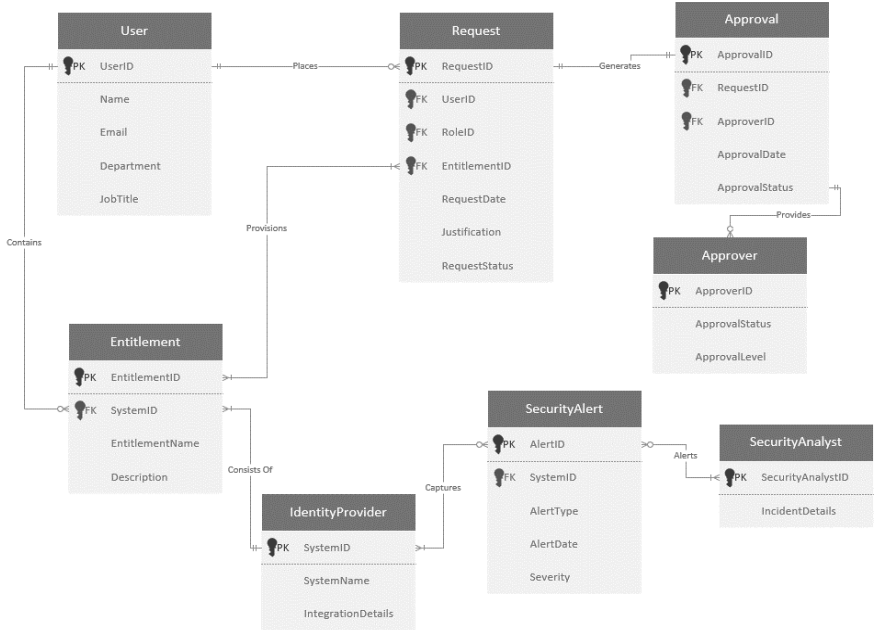 User
PK UserID
Name
Email
Department
JobTitle
Places
Request
PK RequestID
FK UserID
FK RoleID
FK EntitlementID
RequestDate
Justification
RequestStatus
Generates
Approval
PK ApprovalID
FK RequestID
FK ApproverID
ApprovalDate
ApprovalStatus
Provides
Approver
PK ApproverID
ApprovalStatus
ApprovalLevel
Contains
Provisions
Entitlement
PK EntitlementID
FK SystemID
EntitlementName
Description
Consists Of
IdentityProvider
PK SystemID
SystemName
IntegrationDetails
Captures
SecurityAlert
PK AlertID
FK SystemID
AlertType
AlertDate
Severity
Alerts
SecurityAnalyst
PK SecurityAnalystID
IncidentDetails